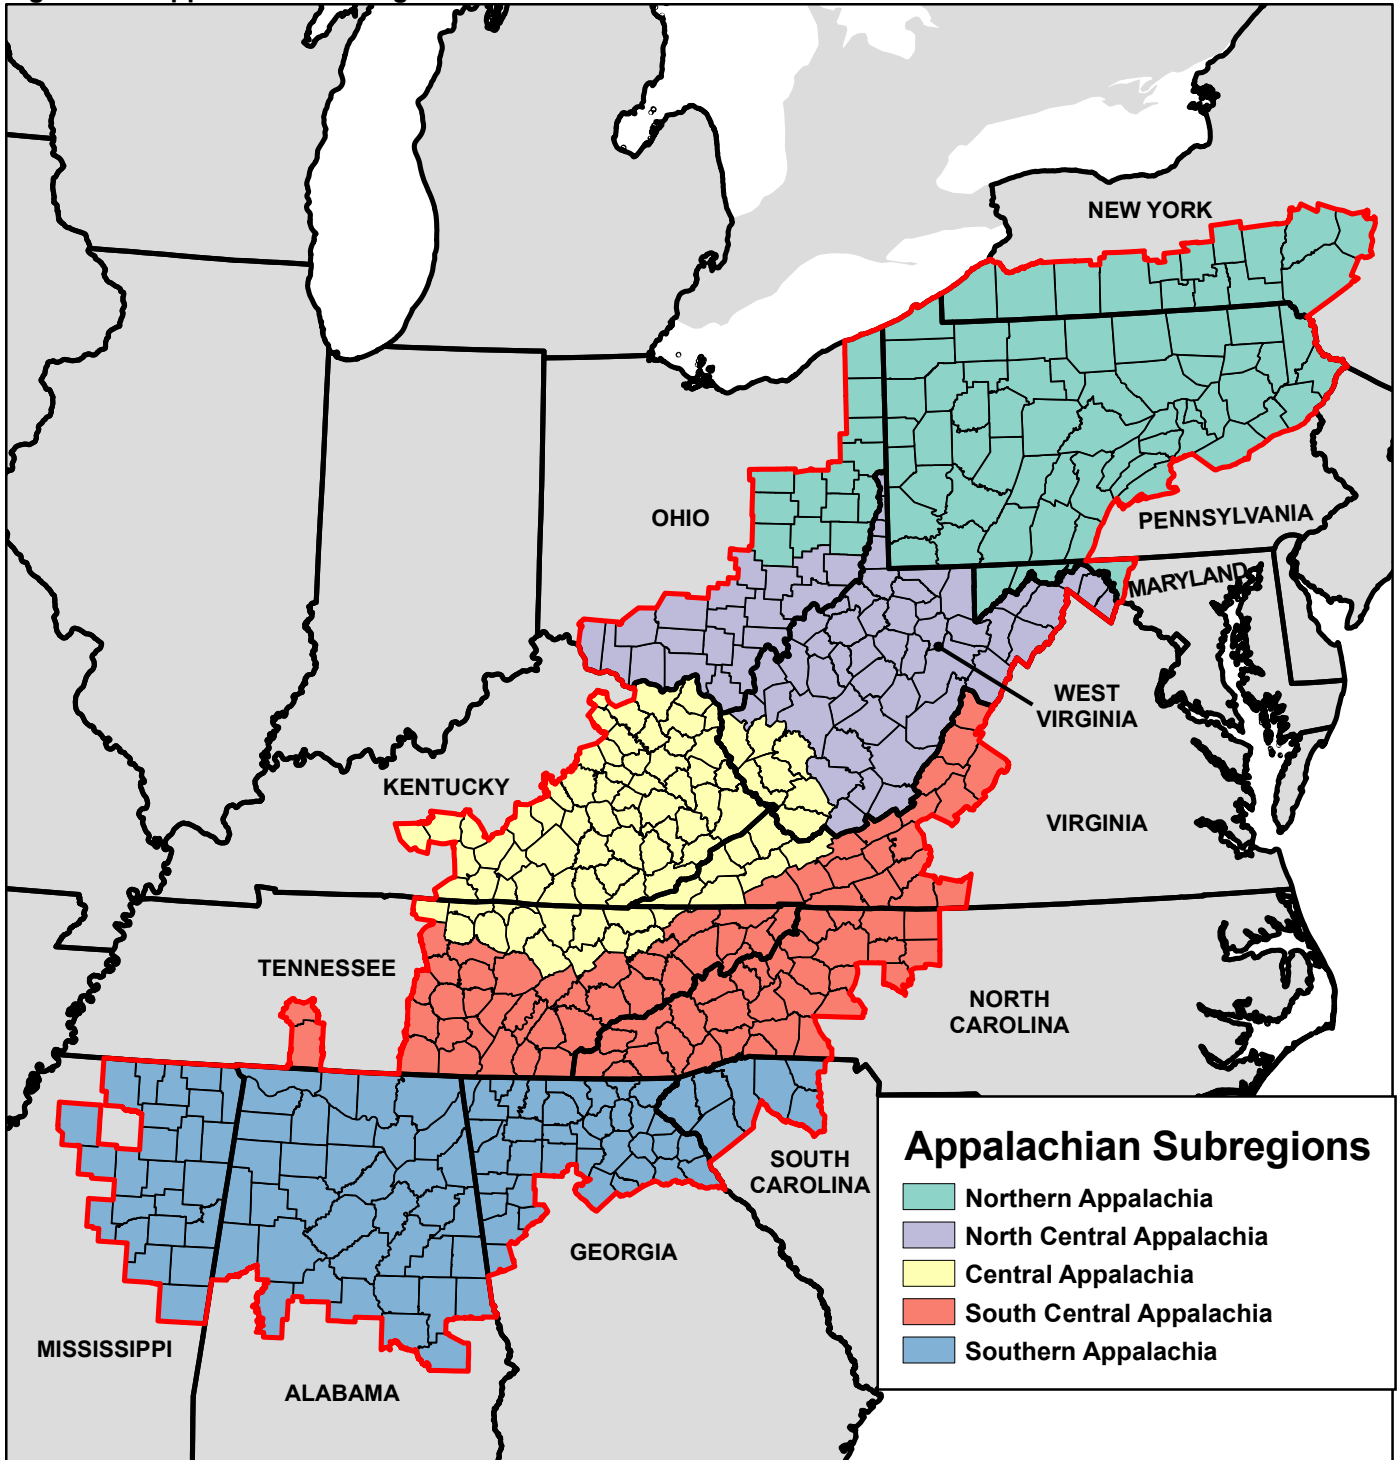 NEW YORK
OHIO
PENNSYLVANIA
MARYLAND
WEST
VIRGINIA
KENTUCKY
VIRGINIA
TENNESSEE
NORTH
CAROLINA
SOUTH
CAROLINA
GEORGIA
MISSISSIPPI
ALABAMA
Appalachian Subregions
Northern Appalachia
North Central Appalachia
Central Appalachia
South Central Appalachia
Southern Appalachia